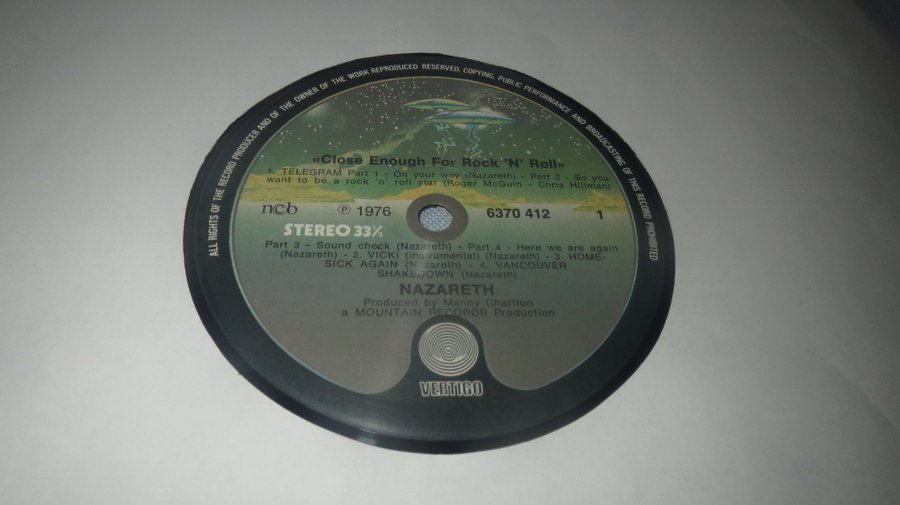 ALL RIGHTS OF THE RECORD PRODUCER AND OF THE OWNER OF THE WORK REPRODUCED RESERVED, COPYING, PUBLIC PERFORMANCE AND BROADCASTING OF THIS RECORD PROHIBITED
«Close Enough For Rock 'N' Roll»
1. TELEGRAM Part 1 - On your way (Nazareth) - Part 2 - So you
want to be a rock 'n' roll star (Roger McGuin - Chris Hillman)
ncb ℗ 1976 6370 412 1
STEREO 33⅓
Part 3 - Sound check (Nazareth) - Part 4 - Here we are again
(Nazareth) - 2. VICKI (instrumental) (Nazareth) - 3. HOME-
SICK AGAIN (Nazareth) - 4. VANCOUVER
SHAKEDOWN (Nazareth)
NAZARETH
Produced by Manny Charlton
a MOUNTAIN RECORDS Production
VERTIGO